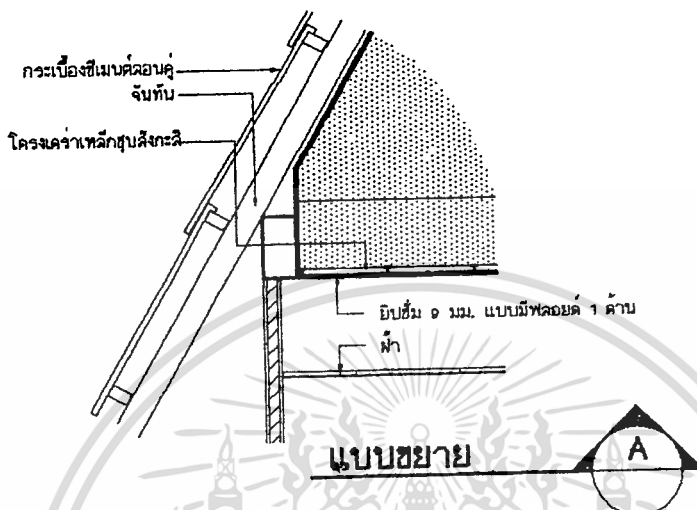 กระเบื้องซีเมนต์ลอนคู่
จันทัน
โครงเคร่าเหล็กชุบสังกะสี
ยิบซั่ม 9 มม. แบบมีฟลอยด์ 1 ด้าน
ฝ้า
แบบขยาย
A